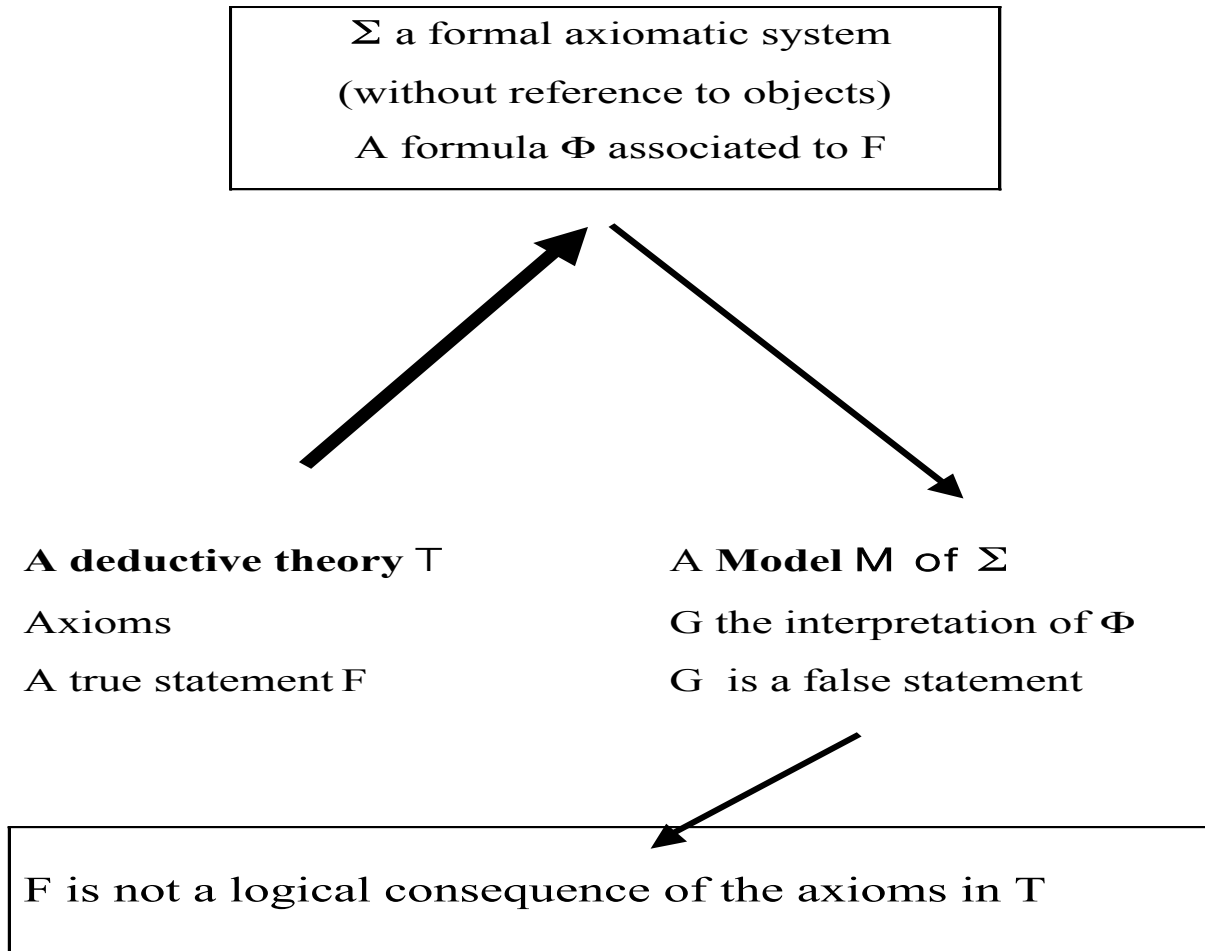 Σ a formal axiomatic system
(without reference to objects)
A formula Φ associated to F
A deductive theory T
Axioms
A true statement F
A Model M of Σ
G the interpretation of Φ
G is a false statement
F is not a logical consequence of the axioms in T